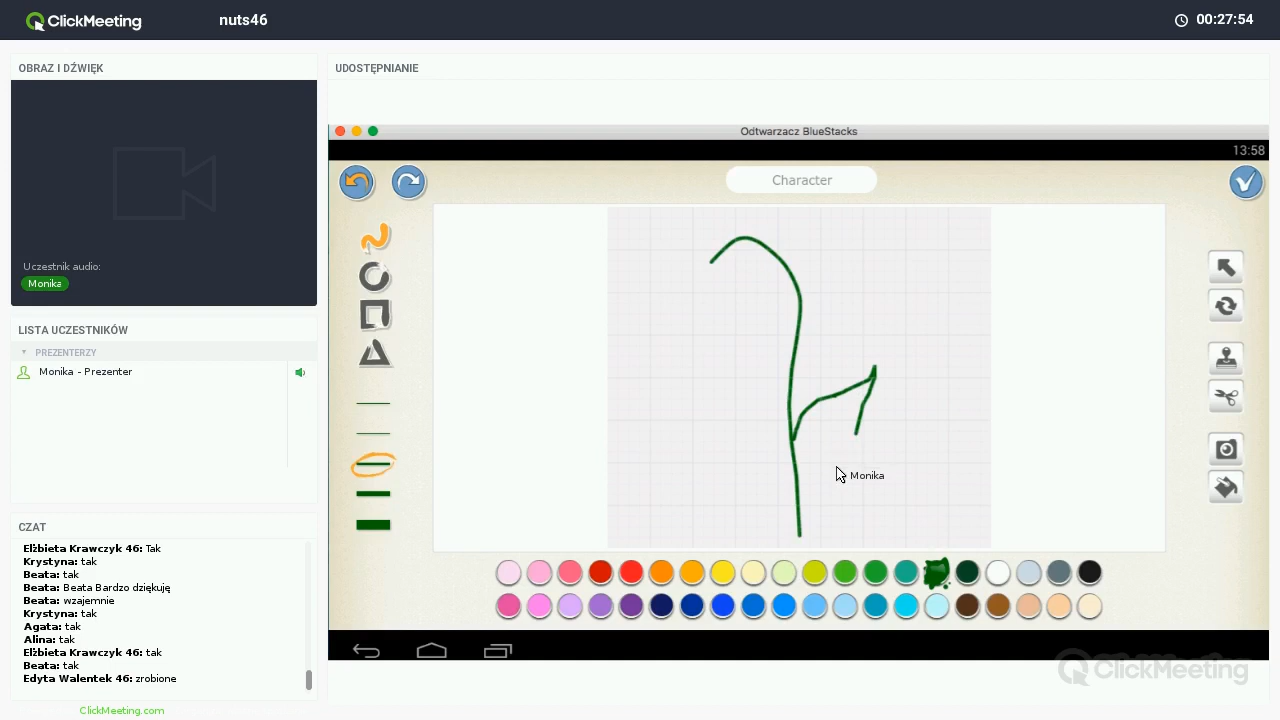 ClickMeeting
nuts46
00:27:54
OBRAZ I DŹWIĘK
Uczestnik audio:
Monika
LISTA UCZESTNIKÓW
PREZENTERZY
Monika - Prezenter
CZAT
Elżbieta Krawczyk 46: Tak
Krystyna: tak
Beata: tak
Beata: Beata Bardzo dziękuję
Beata: wzajemnie
Krystyna: tak
Agata: tak
Alina: tak
Elżbieta Krawczyk 46: tak
Beata: tak
Edyta Walentek 46: zrobione
ClickMeeting.com
UDOSTĘPNIANIE
Odtwarzacz BlueStacks
13:58
Character
Monika
ClickMeeting